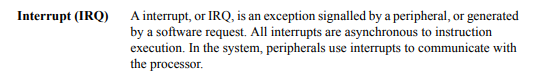 Interrupt (IRQ) A interrupt, or IRQ, is an exception signalled by a peripheral, or generated
by a software request. All interrupts are asynchronous to instruction
execution. In the system, peripherals use interrupts to communicate with
the processor.